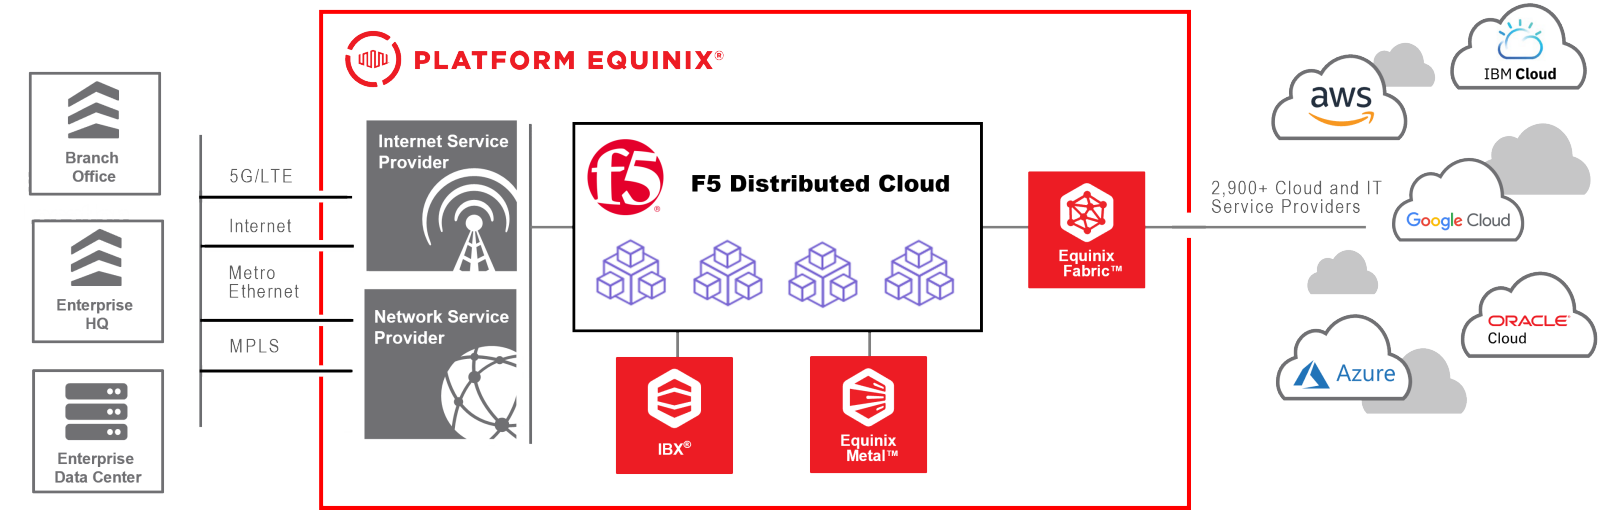 PLATFORM EQUINIX®
Branch
Office
Enterprise
HQ
Enterprise
Data Center
5G/LTE
Internet
Metro
Ethernet
MPLS
Internet Service
Provider
Network Service
Provider
f5®
F5 Distributed Cloud
IBX®
Equinix
Metal™
Equinix
Fabric™
2,900+ Cloud and IT
Service Providers
aws
IBM Cloud
Google Cloud
ORACLE®
Cloud
Azure